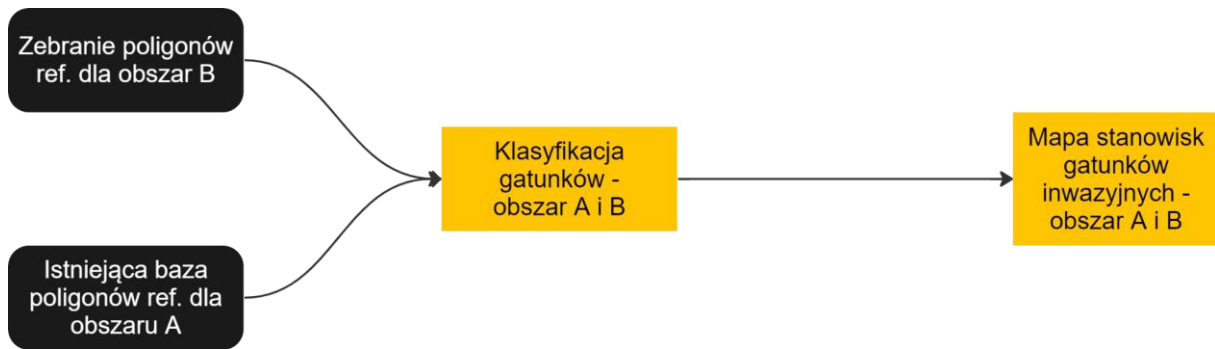 Zebranie poligonów
ref. dla obszar B
Klasyfikacja
gatunków -
obszar A i B
Mapa stanowisk
gatunków
inwazyjnych -
obszar A i B
Istniejąca baza
poligonów ref. dla
obszaru A